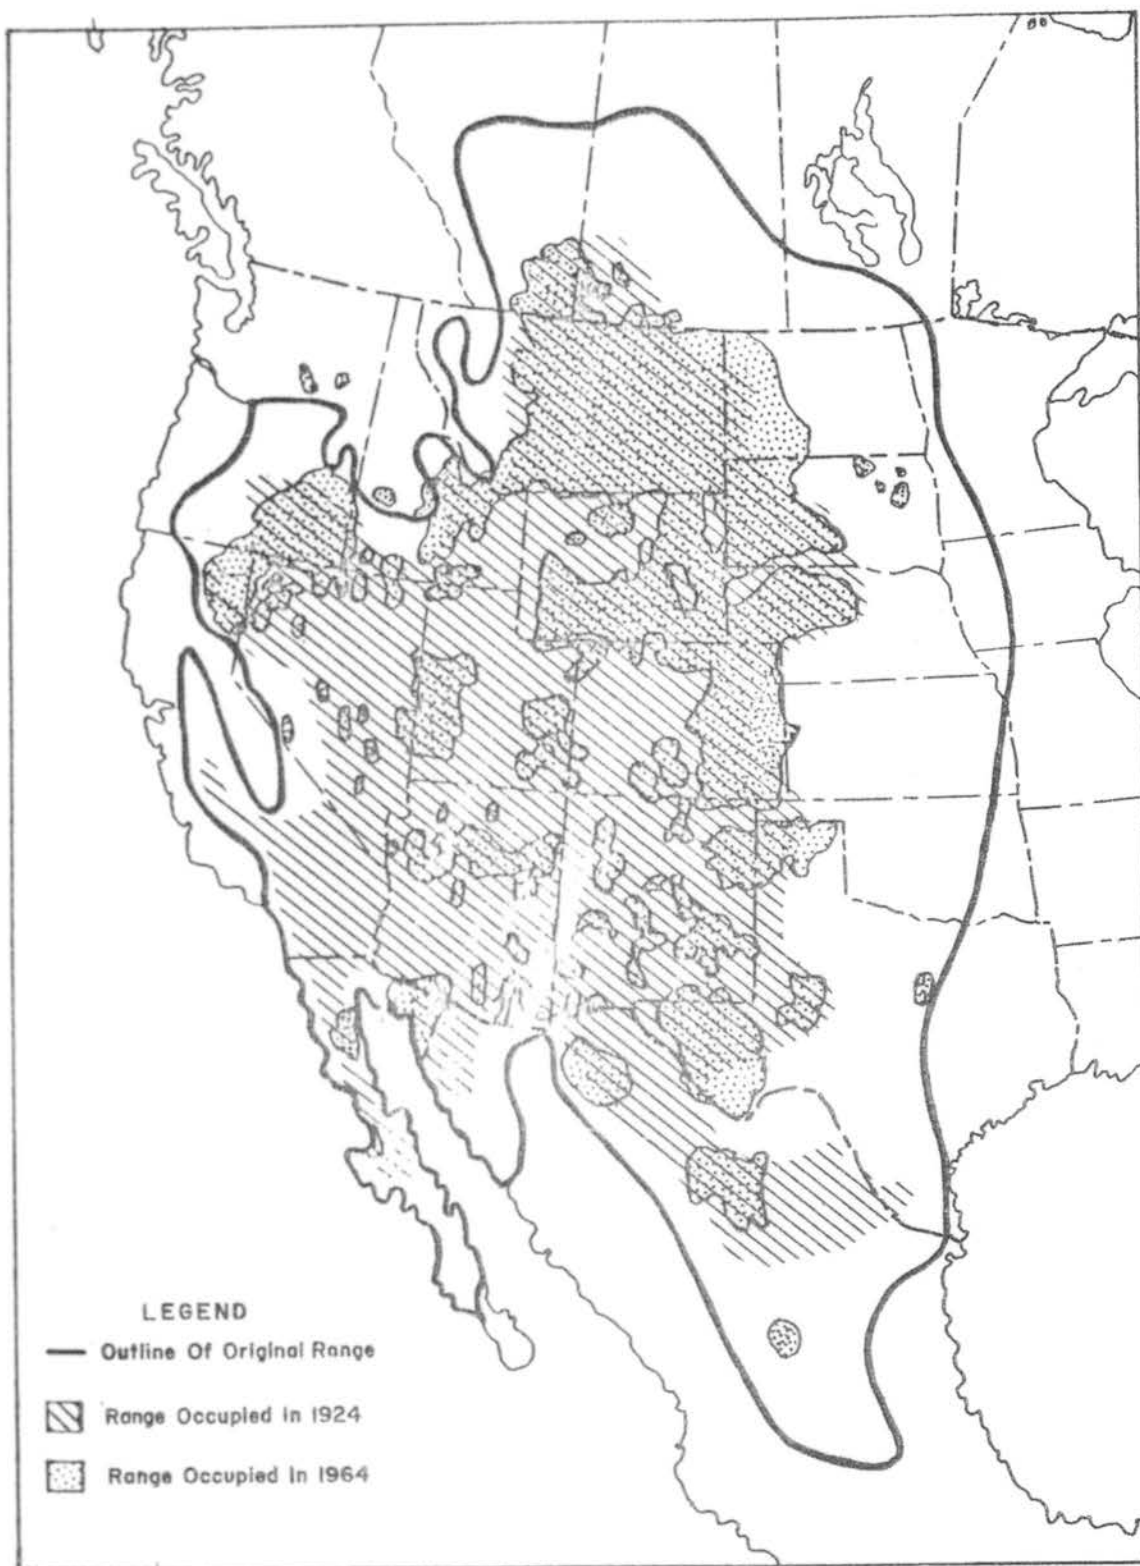 LEGEND
Outline Of Original Range
Range Occupied In 1924
Range Occupied In 1964